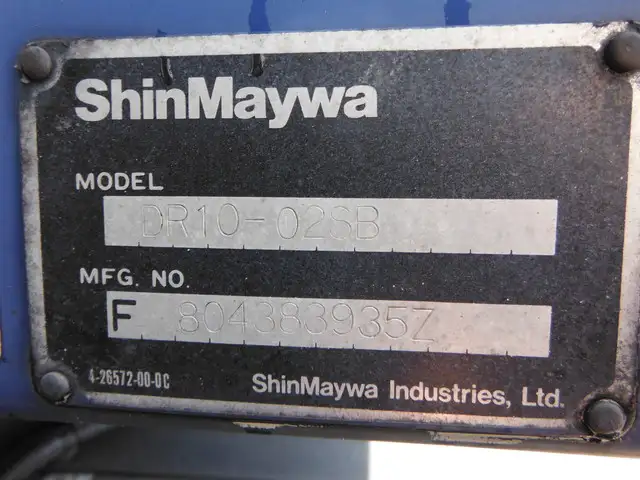 ShinMaywa
MODEL
DR10-02SB
MFG. NO.
F 804383935Z
4-26572-00-0C
ShinMaywa Industries, Ltd.